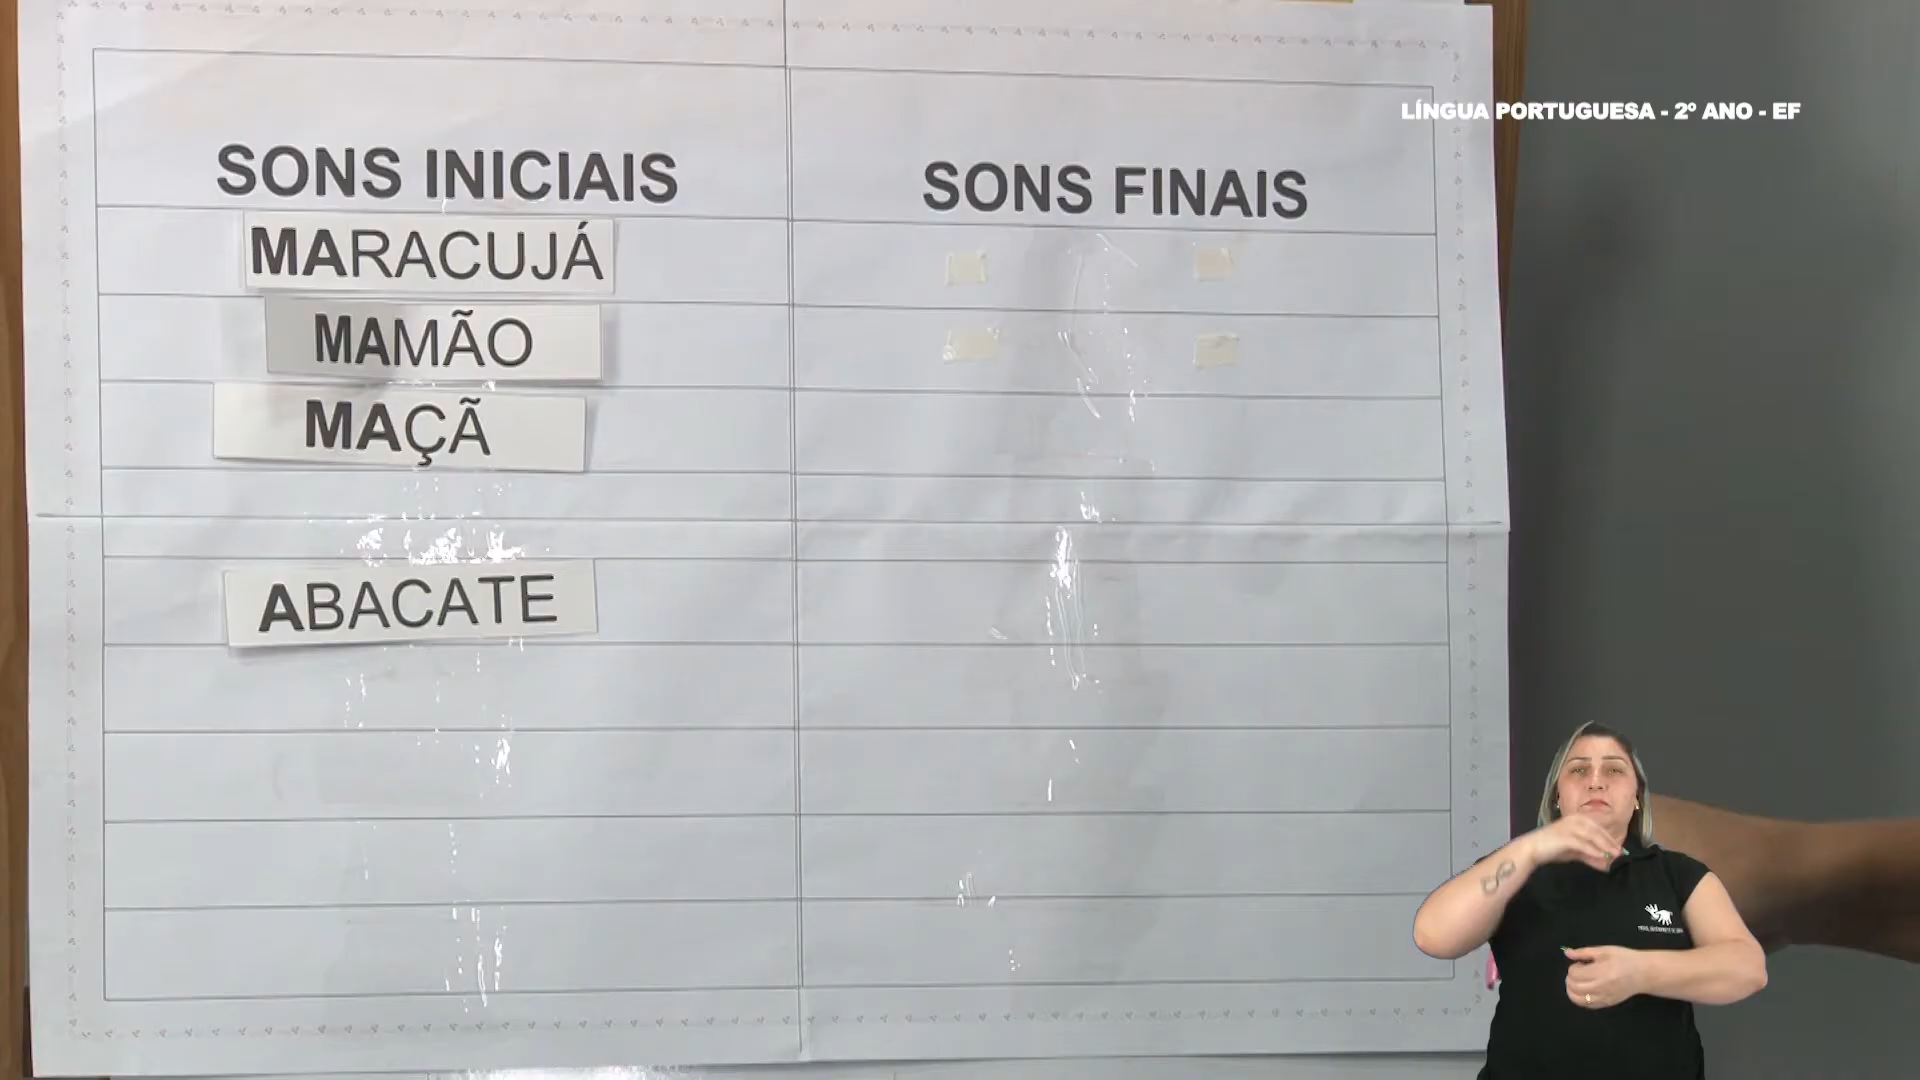 LÍNGUA PORTUGUESA - 2º ANO - EF
SONS INICIAIS
SONS FINAIS
MARACUJÁ
MAMÃO
MAÇÃ
ABACATE